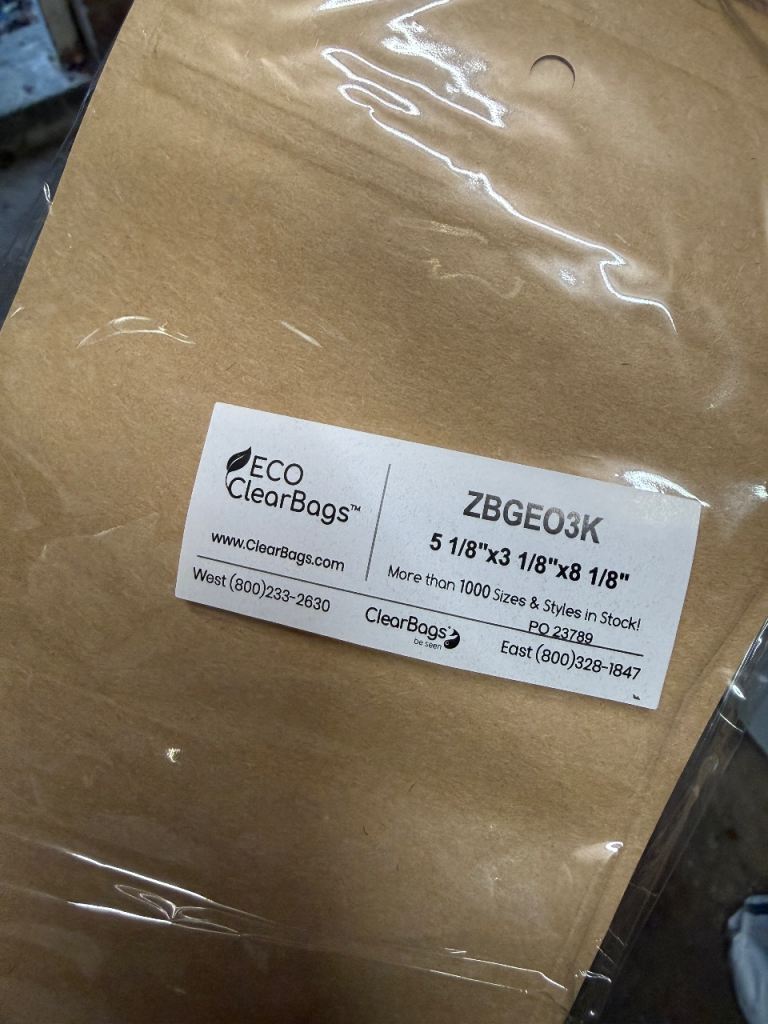 ECO
ClearBags™
www.ClearBags.com
ZBGEO3K
5 1/8"x3 1/8"x8 1/8"
More than 1000 Sizes & Styles in Stock!
PO 23789
West (800)233-2630
ClearBags
be seen
East (800)328-1847